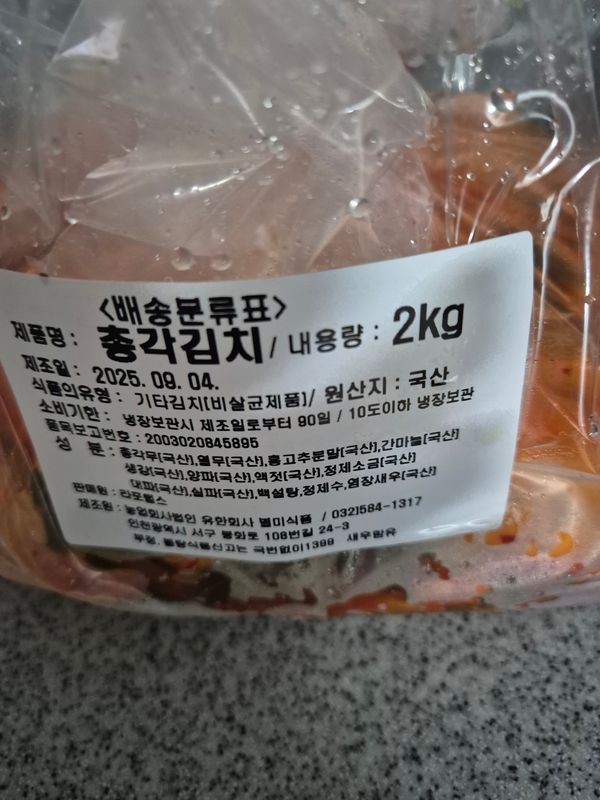 <배송분류표>
제품명 : 총각김치 / 내용량 : 2kg
제조일 : 2025. 09. 04.
식품의유형 : 기타김치(비살균제품) / 원산지 : 국산
소비기한 : 냉장보관시 제조일로부터 90일 / 10도이하 냉장보관
품목보고번호 : 2003020845895
성 분 : 총각무(국산),열무(국산),홍고추분말(국산),간마늘(국산)
생강(국산),양파(국산),액젓(국산),정제소금(국산)
대파(국산),실파(국산),백설탕,정제수,염장새우(국산)
판매원 : 라포헬스
제조원 : 농업회사법인 유한회사 별미식품 / 032)584-1317
인천광역시 서구 봉화로 108번길 24-3
부정, 불량식품신고는 국번없이1399 새우함유